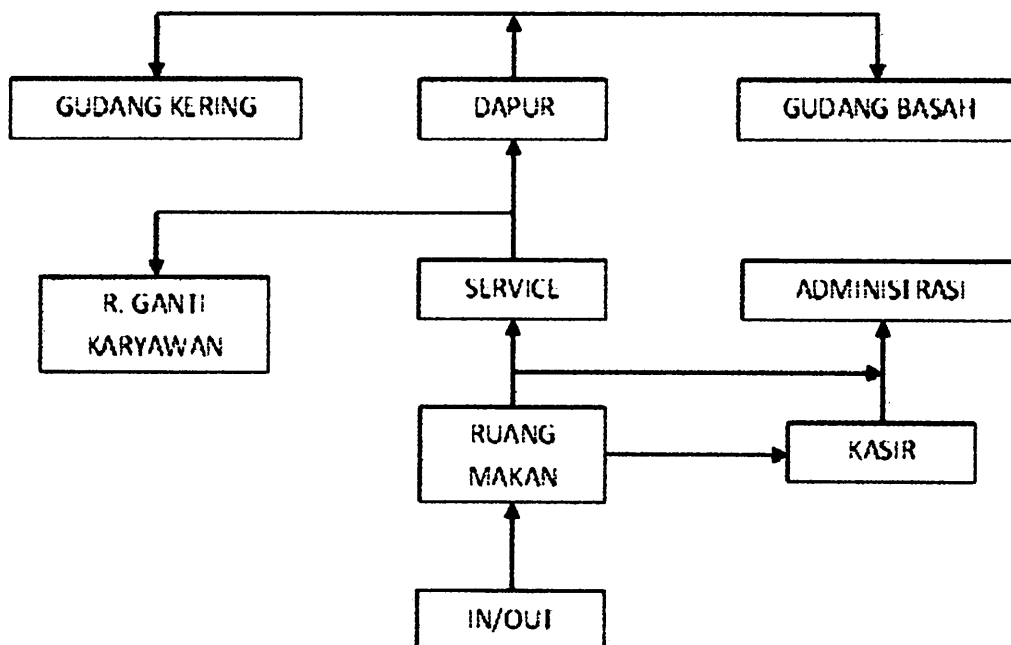 GUDANG KERING
DAPUR
GUDANG BASAH
R. GANTI
KARYAWAN
SERVICE
ADMINISTRASI
RUANG
MAKAN
KASIR
IN/OUT